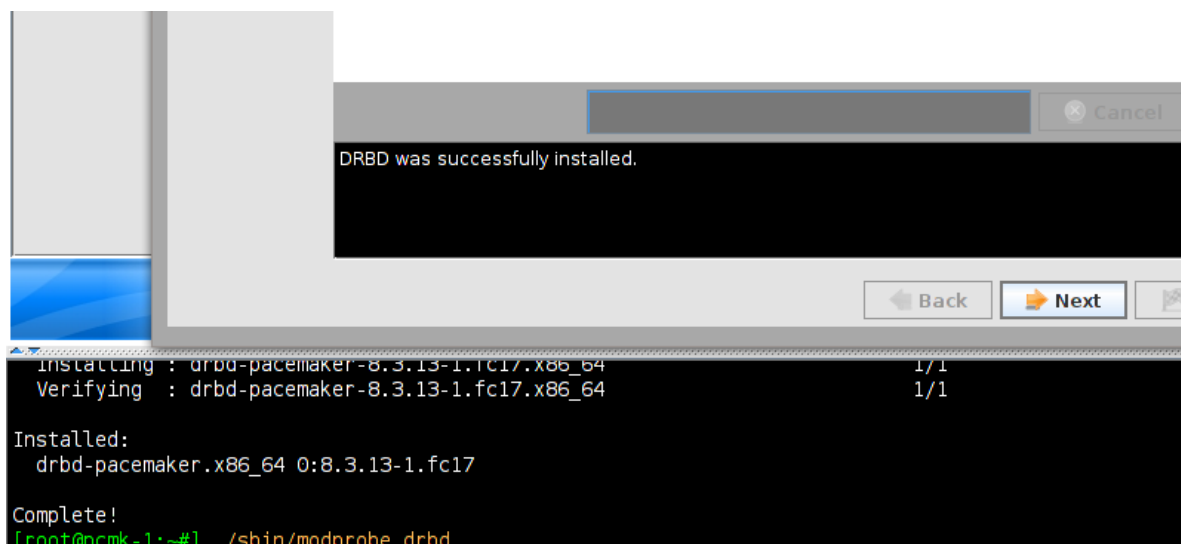 Cancel
DRBD was successfully installed.
Back Next
Installing : drbd-pacemaker-8.3.13-1.fc17.x86_64 1/1
Verifying : drbd-pacemaker-8.3.13-1.fc17.x86_64 1/1
Installed:
drbd-pacemaker.x86_64 0:8.3.13-1.fc17
Complete!
[root@pcmk-1:~#] /sbin/modprobe drbd